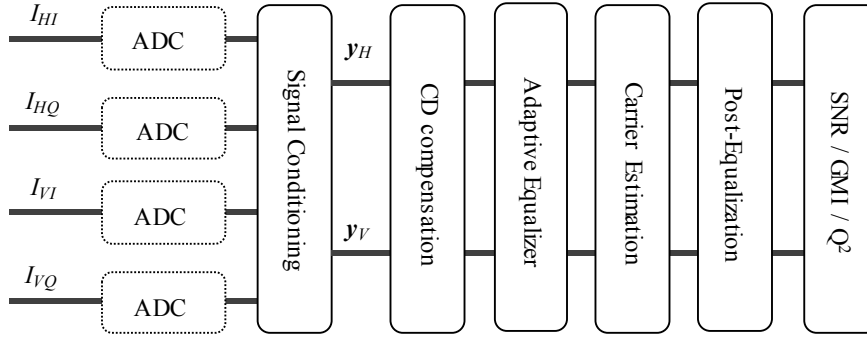 I_HI
ADC
I_HQ
ADC
I_VI
ADC
I_VQ
ADC
Signal Conditioning
y_H
y_V
CD compensation
Adaptive Equalizer
Carrier Estimation
Post-Equalization
SNR / GMI / Q²